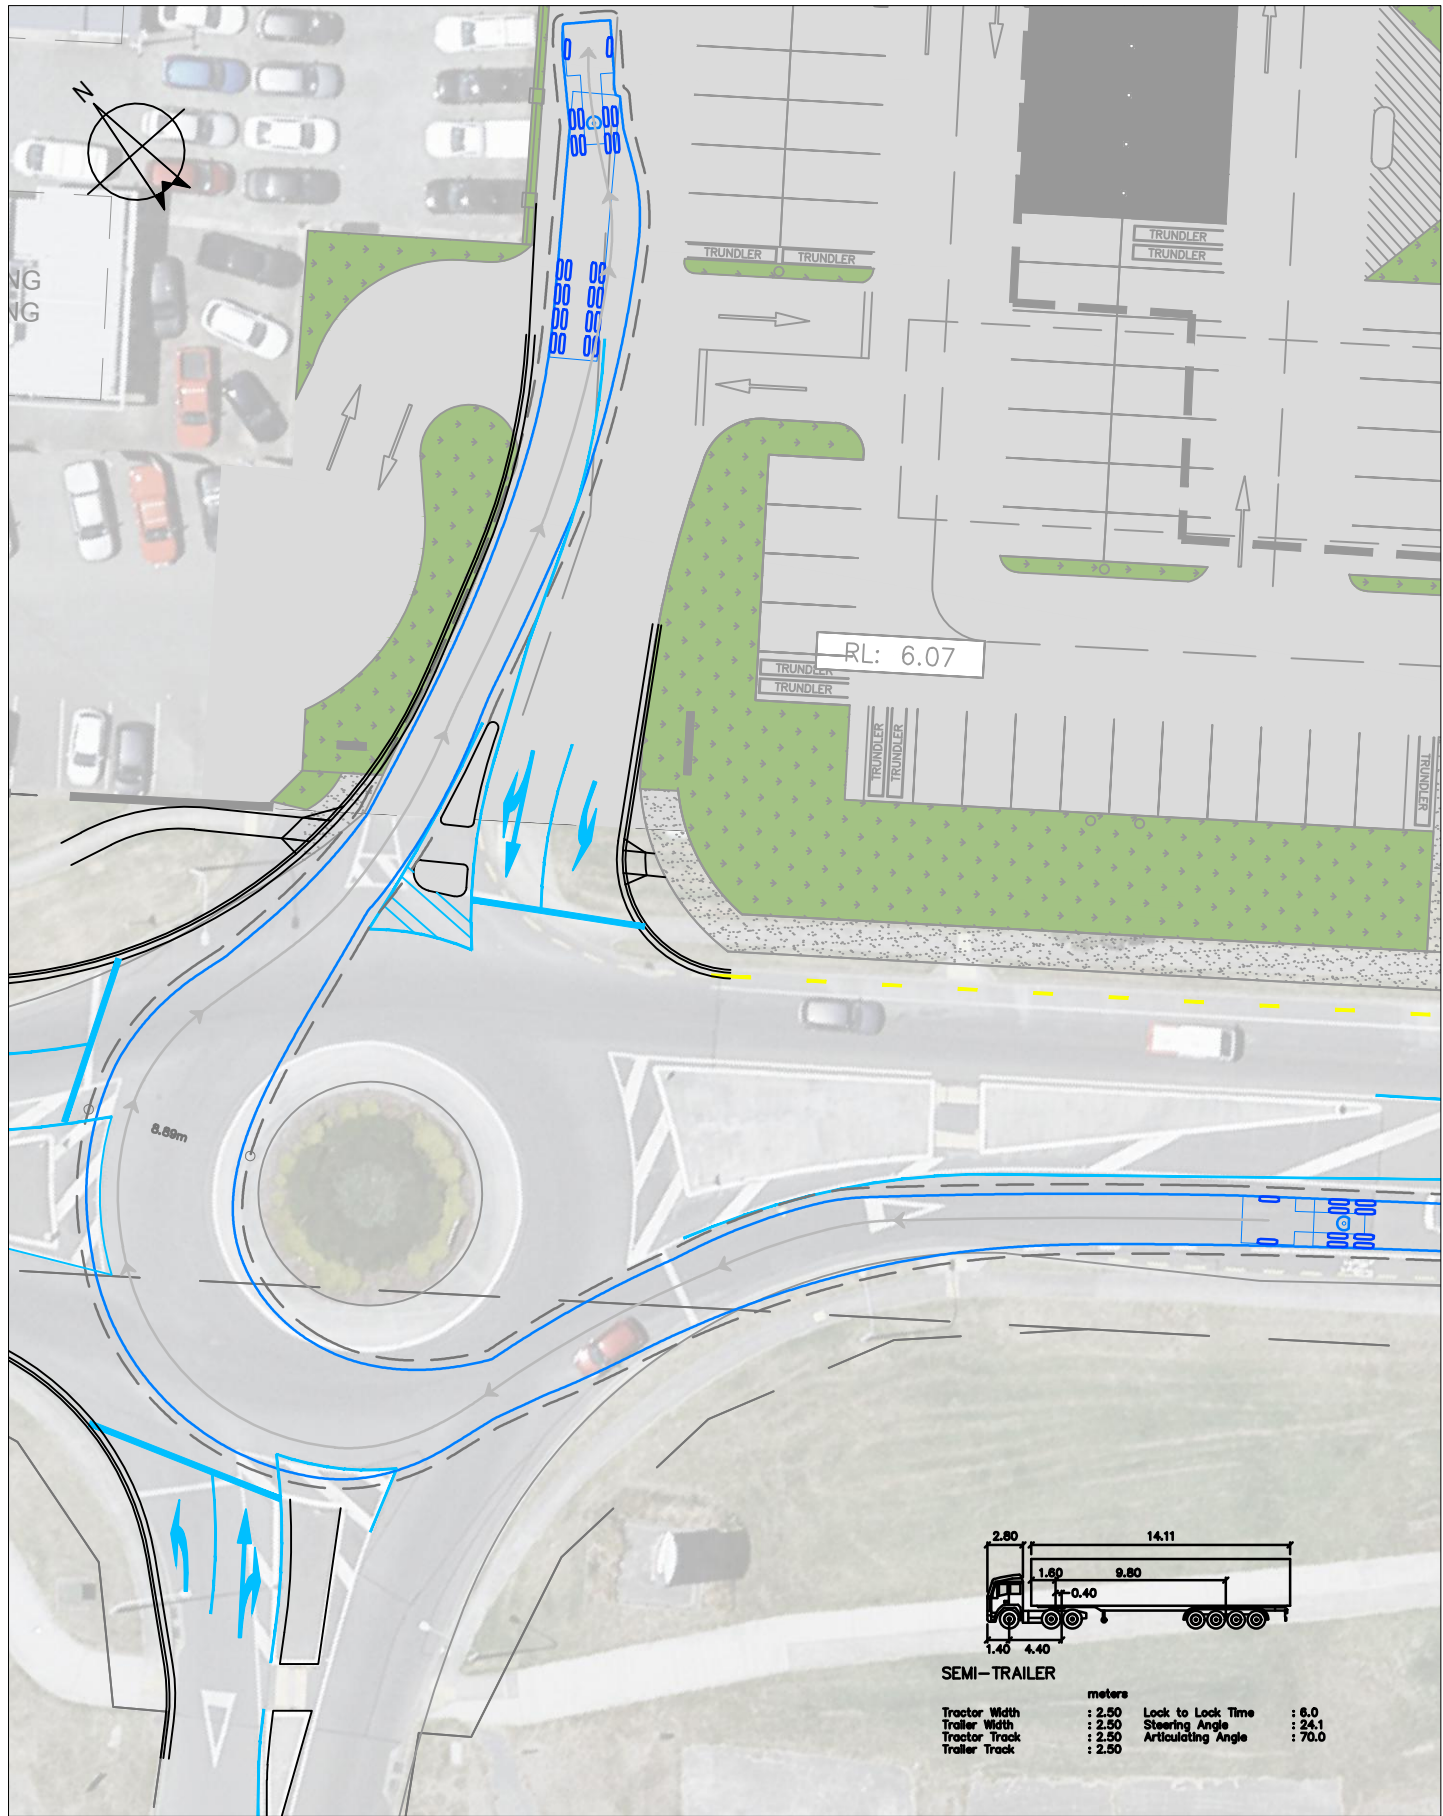 N
NG
NG
TRUNDLER
TRUNDLER
TRUNDLER
TRUNDLER
RL: 6.07
TRUNDLER
TRUNDLER
TRUNDLER
TRUNDLER
TRUNDLER
8.89m
2.80
14.11
1.60
9.80
0.40
1.40
4.40
SEMI-TRAILER
meters
Tractor Width : 2.50 Lock to Lock Time : 6.0
Trailer Width : 2.50 Steering Angle : 24.1
Tractor Track : 2.50 Articulating Angle : 70.0
Trailer Track : 2.50